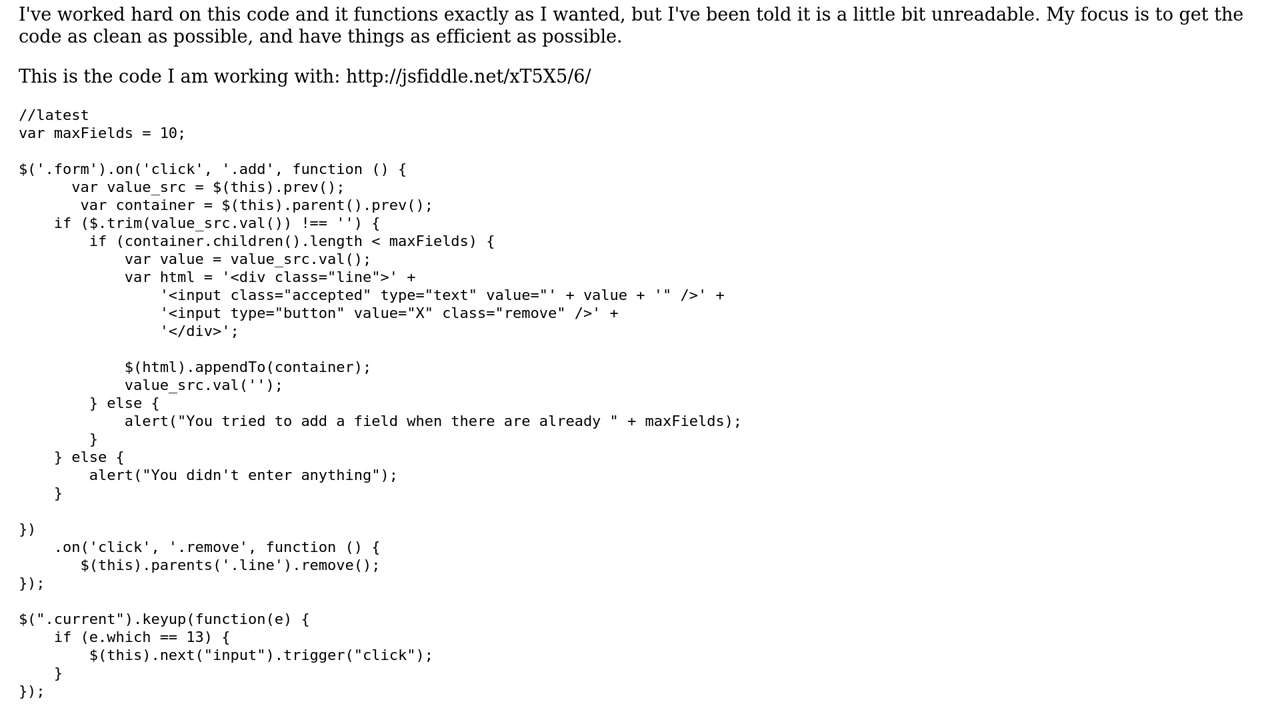 I've worked hard on this code and it functions exactly as I wanted, but I've been told it is a little bit unreadable. My focus is to get the
code as clean as possible, and have things as efficient as possible.
This is the code I am working with: http://jsfiddle.net/xT5X5/6/
//latest
var maxFields = 10;
$('.form').on('click', '.add', function () {
      var value_src = $(this).prev();
       var container = $(this).parent().prev();
    if ($.trim(value_src.val()) !== '') {
        if (container.children().length < maxFields) {
            var value = value_src.val();
            var html = '<div class="line">' +
                '<input class="accepted" type="text" value="' + value + '" />' +
                '<input type="button" value="X" class="remove" />' +
                '</div>';
            $(html).appendTo(container);
            value_src.val('');
        } else {
            alert("You tried to add a field when there are already " + maxFields);
        }
    } else {
        alert("You didn't enter anything");
    }
})
    .on('click', '.remove', function () {
       $(this).parents('.line').remove();
});
$(".current").keyup(function(e) {
    if (e.which == 13) {
        $(this).next("input").trigger("click");
    }
});